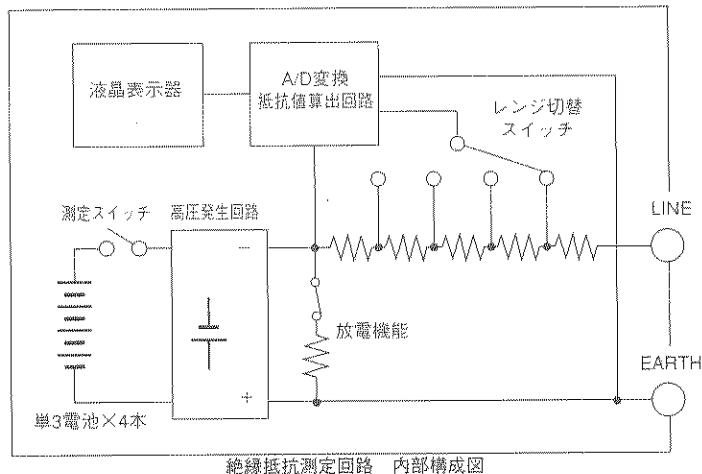 液晶表示器
A/D変換
抵抗値算出回路
レンジ切替
スイッチ
測定スイッチ
高圧発生回路
LINE
−
放電機能
EARTH
+
単3電池×4本
絶縁抵抗測定回路 内部構成図